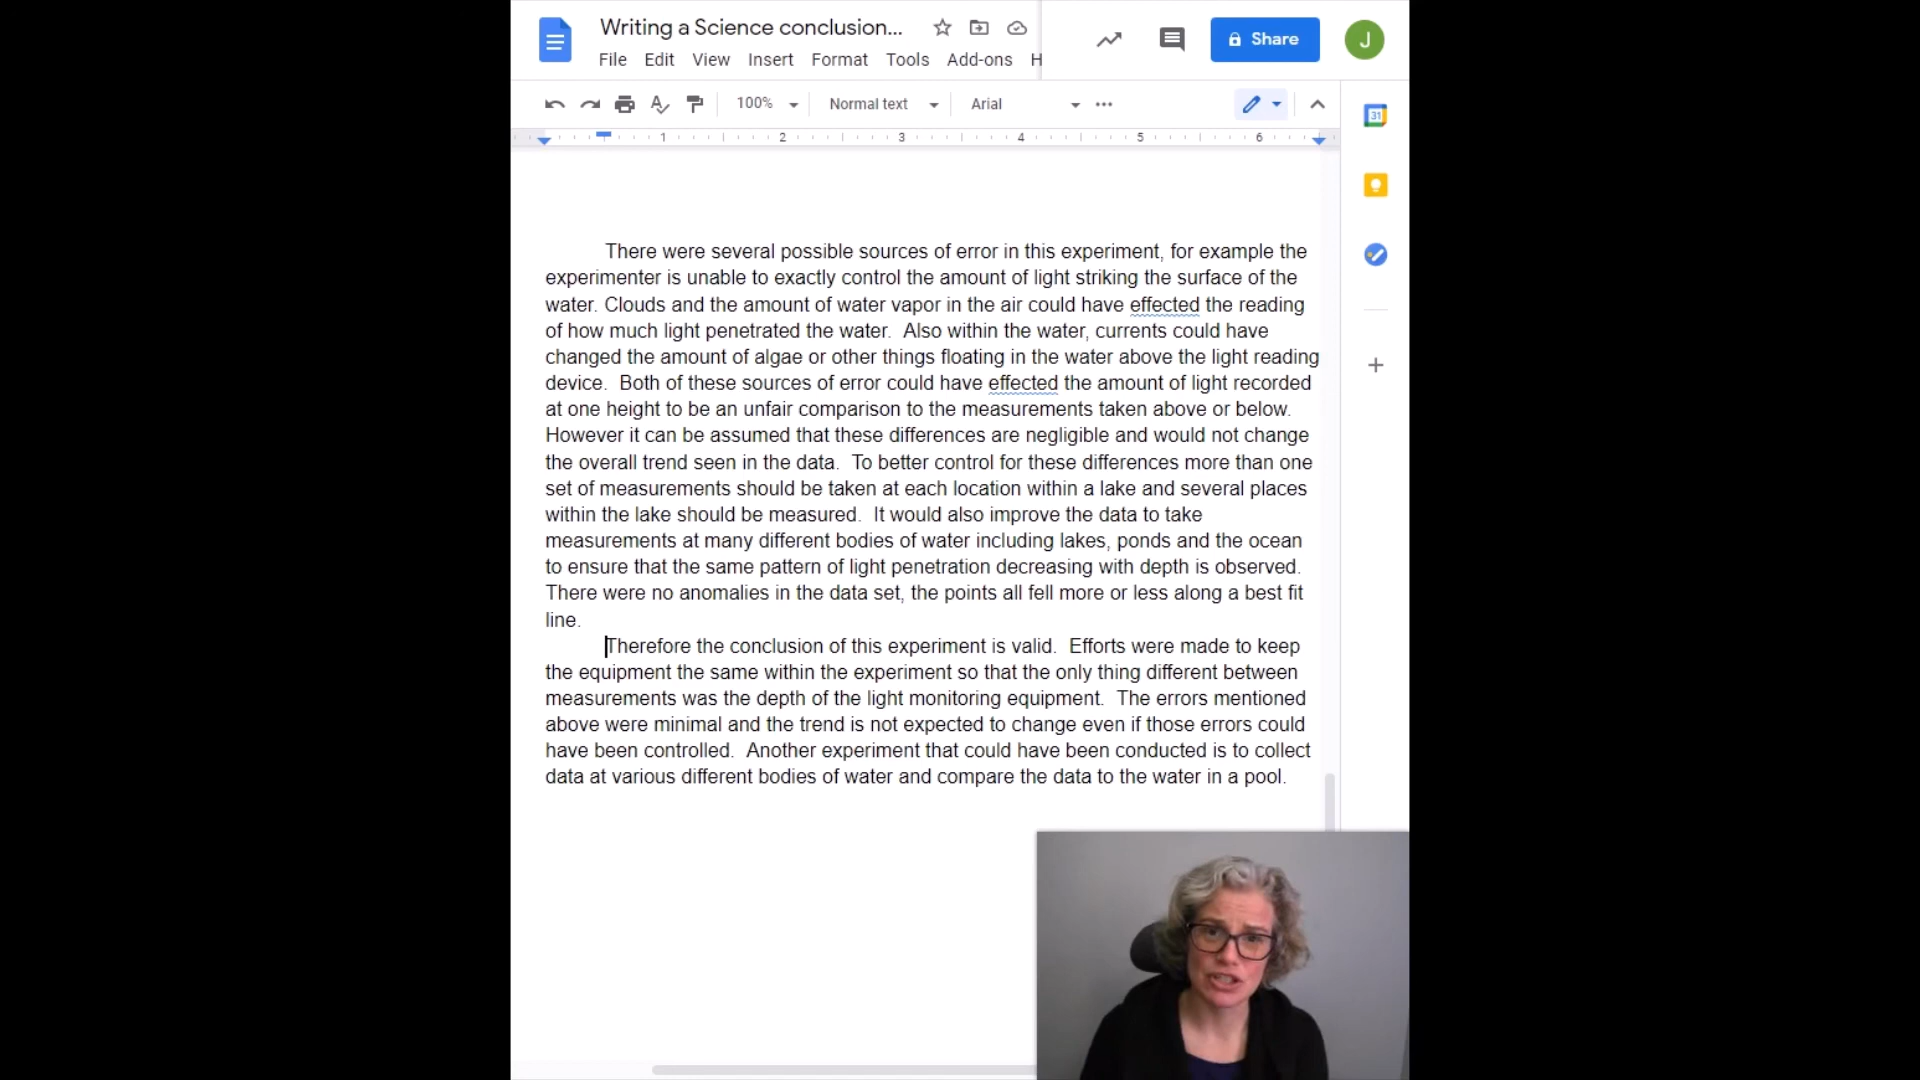 Writing a Science conclusion...
Share
J
File Edit View Insert Format Tools Add-ons H
100% Normal text Arial
31
1 2 3 4 5 6
There were several possible sources of error in this experiment, for example the
experimenter is unable to exactly control the amount of light striking the surface of the
water. Clouds and the amount of water vapor in the air could have effected the reading
of how much light penetrated the water.  Also within the water, currents could have
changed the amount of algae or other things floating in the water above the light reading
device.  Both of these sources of error could have effected the amount of light recorded
at one height to be an unfair comparison to the measurements taken above or below.
However it can be assumed that these differences are negligible and would not change
the overall trend seen in the data.  To better control for these differences more than one
set of measurements should be taken at each location within a lake and several places
within the lake should be measured.  It would also improve the data to take
measurements at many different bodies of water including lakes, ponds and the ocean
to ensure that the same pattern of light penetration decreasing with depth is observed.
There were no anomalies in the data set, the points all fell more or less along a best fit
line.
Therefore the conclusion of this experiment is valid.  Efforts were made to keep
the equipment the same within the experiment so that the only thing different between
measurements was the depth of the light monitoring equipment.  The errors mentioned
above were minimal and the trend is not expected to change even if those errors could
have been controlled.  Another experiment that could have been conducted is to collect
data at various different bodies of water and compare the data to the water in a pool.